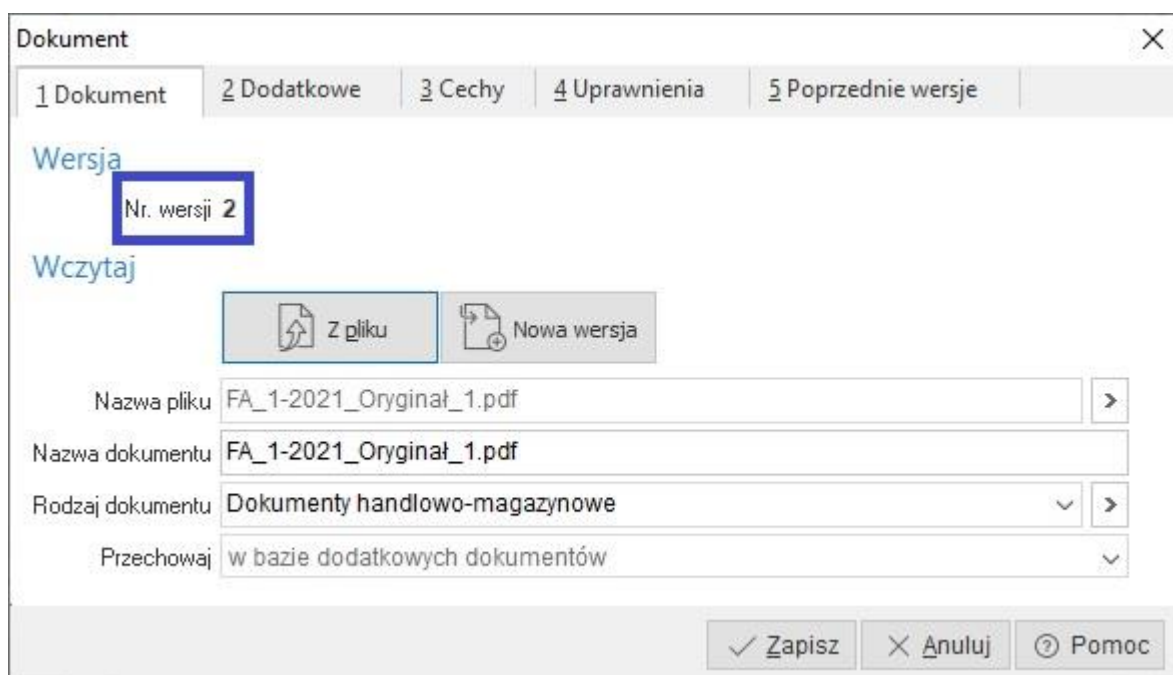 Dokument
1 Dokument 2 Dodatkowe 3 Cechy 4 Uprawnienia 5 Poprzednie wersje
Wersja
Nr. wersji 2
Wczytaj
Z pliku Nowa wersja
Nazwa pliku FA_1-2021_Oryginał_1.pdf
Nazwa dokumentu FA_1-2021_Oryginał_1.pdf
Rodzaj dokumentu Dokumenty handlowo-magazynowe
Przechowaj w bazie dodatkowych dokumentów
Zapisz Anuluj Pomoc